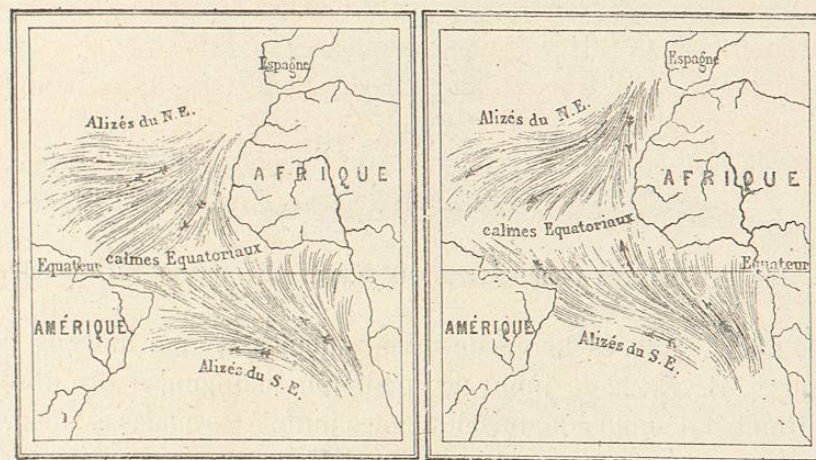 Espagne
Alizés du N.E.
AFRIQUE
calmes Equatoriaux
Equateur
AMÉRIQUE
Alizés du S.E.
Espagne
Alizés du N.E.
AFRIQUE
calmes Equatoriaux
Equateur
AMÉRIQUE
Alizés du S.E.